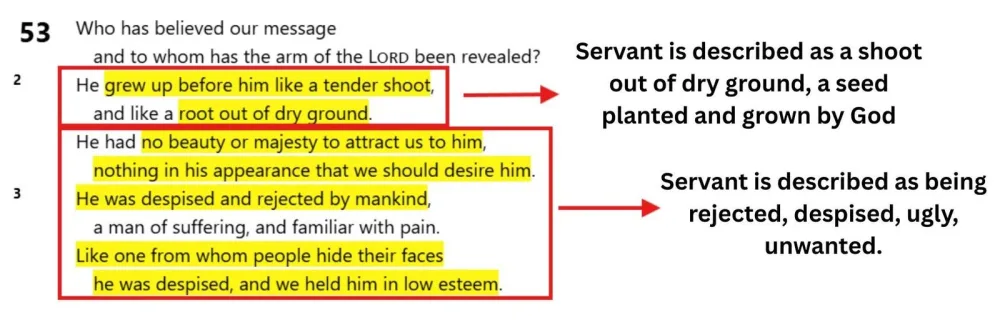 53 Who has believed our message
and to whom has the arm of the LORD been revealed?
2 He grew up before him like a tender shoot,
and like a root out of dry ground.
He had no beauty or majesty to attract us to him,
nothing in his appearance that we should desire him.
3 He was despised and rejected by mankind,
a man of suffering, and familiar with pain.
Like one from whom people hide their faces
he was despised, and we held him in low esteem.
Servant is described as a shoot
out of dry ground, a seed
planted and grown by God
Servant is described as being
rejected, despised, ugly,
unwanted.